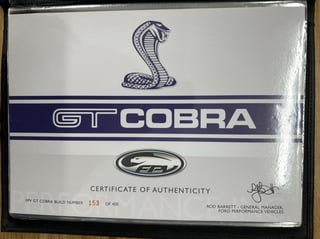 GT COBRA
FPV
CERTIFICATE OF AUTHENTICITY
FPV GT COBRA BUILD NUMBER 153 OF 400
ROD BARRETT - GENERAL MANAGER,
FORD PERFORMANCE VEHICLES